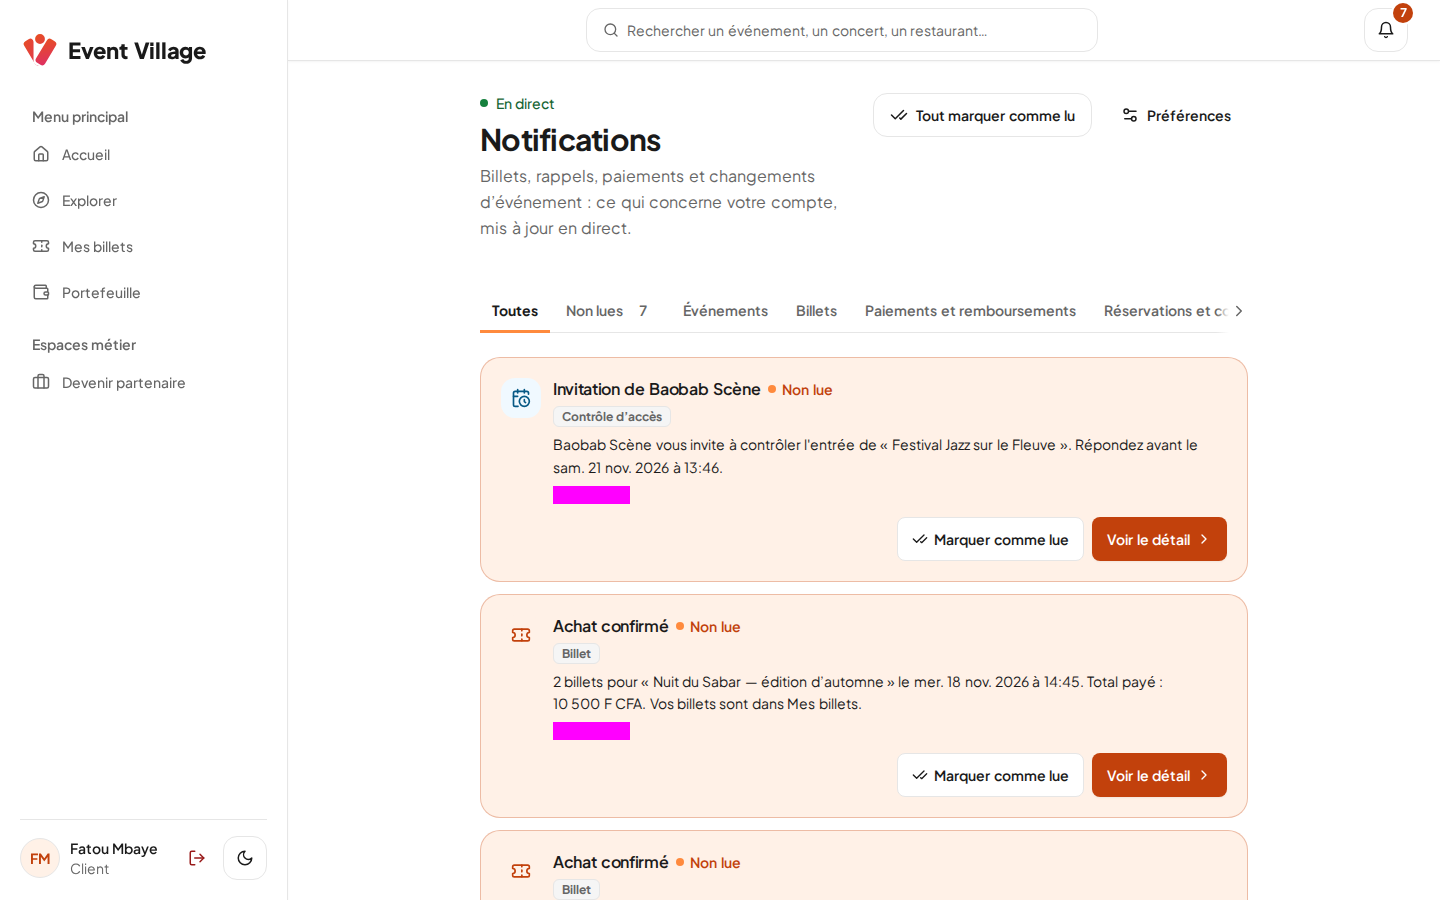 Event Village
Rechercher un événement, un concert, un restaurant…
7
Menu principal
Accueil
Explorer
Mes billets
Portefeuille
Espaces métier
Devenir partenaire
FM
Fatou Mbaye
Client
En direct
Notifications
Billets, rappels, paiements et changements
d’événement : ce qui concerne votre compte,
mis à jour en direct.
Tout marquer comme lu
Préférences
Toutes
Non lues 7
Événements
Billets
Paiements et remboursements
Réservations et
Invitation de Baobab Scène
Non lue
Contrôle d’accès
Baobab Scène vous invite à contrôler l'entrée de « Festival Jazz sur le Fleuve ». Répondez avant le
sam. 21 nov. 2026 à 13:46.
Marquer comme lue
Voir le détail
Achat confirmé
Non lue
Billet
2 billets pour « Nuit du Sabar — édition d’automne » le mer. 18 nov. 2026 à 14:45. Total payé :
10 500 F CFA. Vos billets sont dans Mes billets.
Marquer comme lue
Voir le détail
Achat confirmé
Non lue
Billet